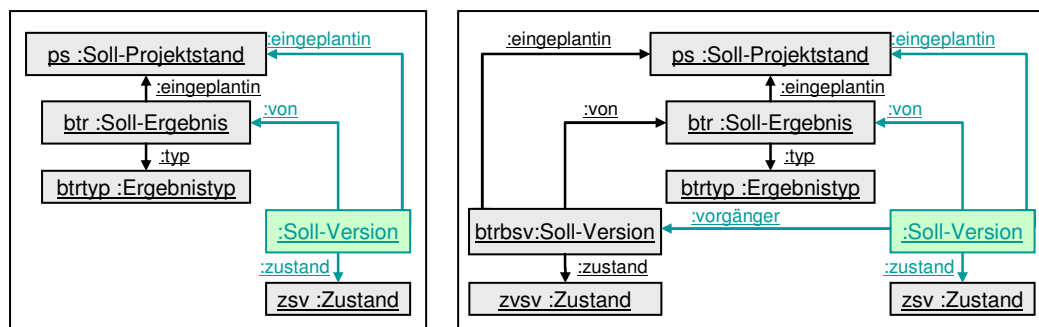 :eingeplantin
ps :Soll-Projektstand
:eingeplantin
:von
btr :Soll-Ergebnis
:typ
btrtyp :Ergebnistyp
:Soll-Version
:zustand
zsv :Zustand
:eingeplantin
:eingeplantin
ps :Soll-Projektstand
:eingeplantin
:von
:von
btr :Soll-Ergebnis
:typ
btrtyp :Ergebnistyp
:vorgänger
btrbsv:Soll-Version
:Soll-Version
:zustand
:zustand
zvsv :Zustand
zsv :Zustand